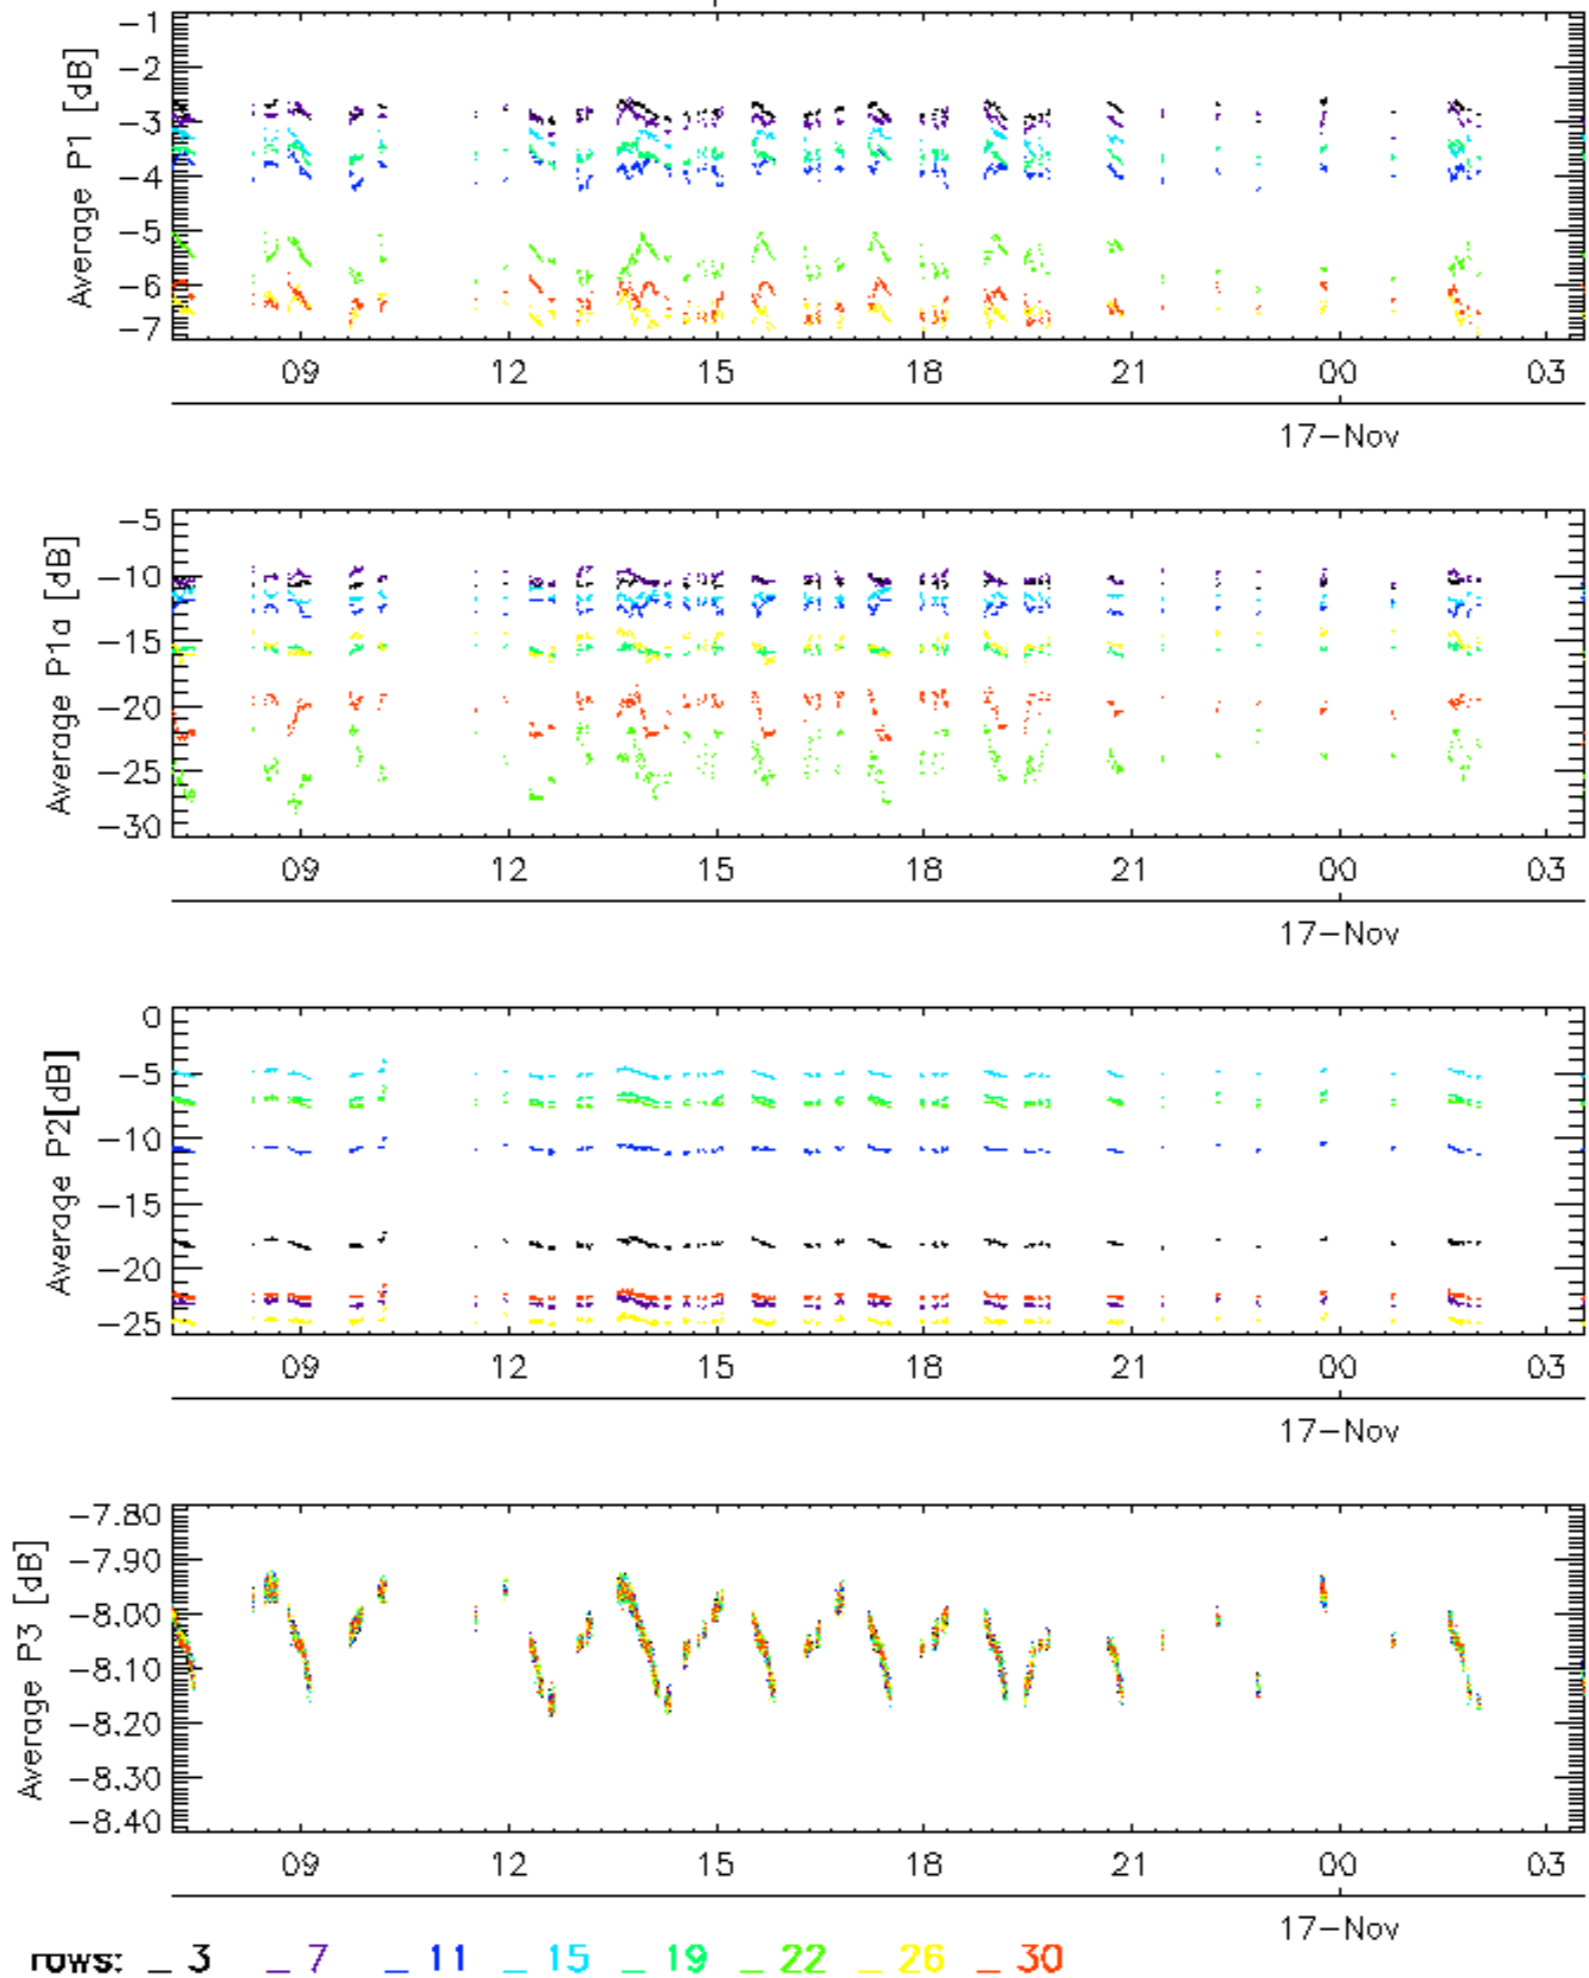 Average P1 [dB]
-1
-2
-3
-4
-5
-6
-7
09 12 15 18 21 00 03
17-Nov
Average P1a [dB]
-5
-10
-15
-20
-25
-30
09 12 15 18 21 00 03
17-Nov
Average P2[dB]
0
-5
-10
-15
-20
-25
09 12 15 18 21 00 03
17-Nov
Average P3 [dB]
-7.80
-7.90
-8.00
-8.10
-8.20
-8.30
-8.40
09 12 15 18 21 00 03
17-Nov
rows: _ 3 _ 7 _ 11 _ 15 _ 19 _ 22 _ 26 _ 30